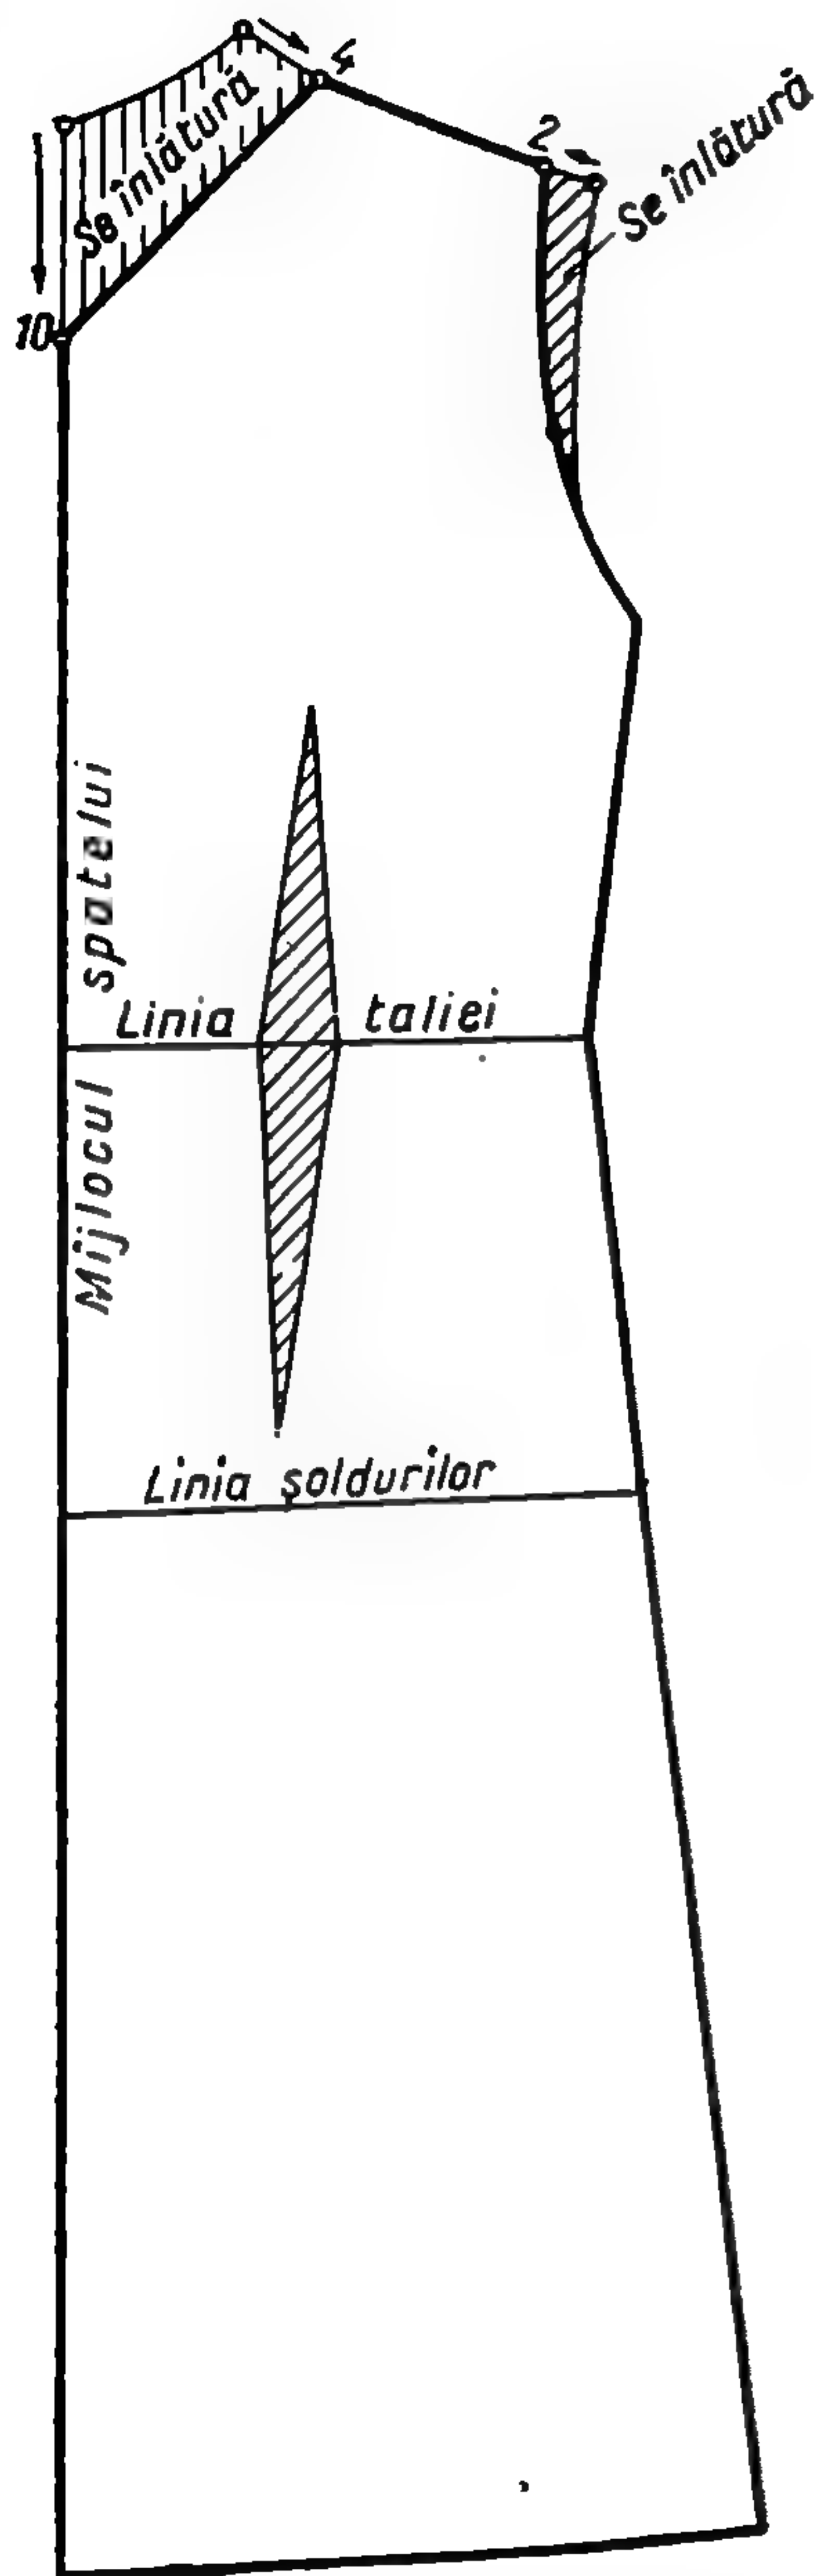 4
Se înlătură
2
Se înlătură
10
Mijlocul spatelui
Linia taliei
Linia șoldurilor